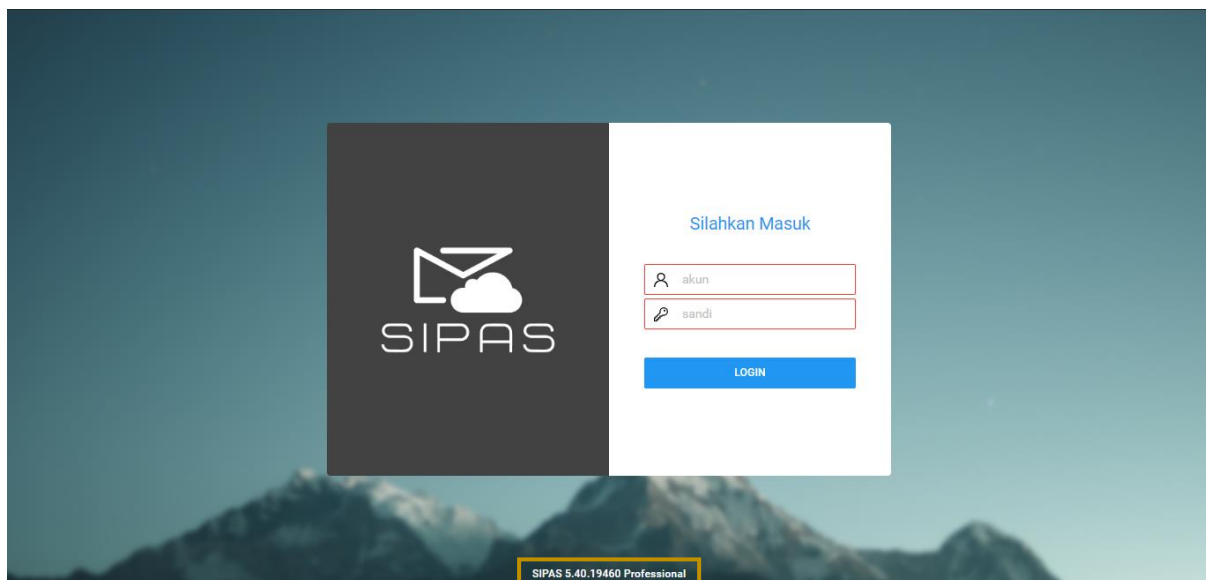 SIPAS
Silahkan Masuk
akun
sandi
LOGIN
SIPAS 5.40.19460 Professional